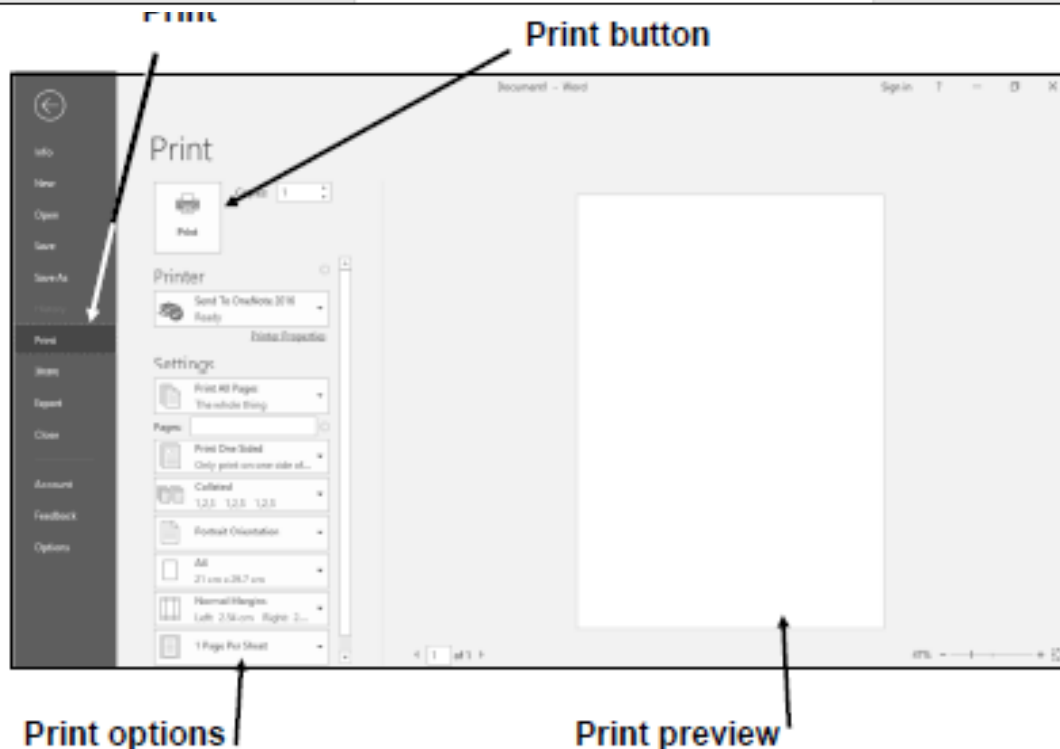 Print
Print button
Document1 - Word
Sign in ?
Info
New
Open
Save
Save As
History
Print
Share
Export
Close
Account
Feedback
Options
Print
Copies: 1
Print
Printer
Send To OneNote 2016
Ready
Printer Properties
Settings
Print All Pages
The whole thing
Pages:
Print One Sided
Only print on one side of...
Collated
1,2,3 1,2,3 1,2,3
Portrait Orientation
A4
21 cm x 29.7 cm
Normal Margins
Left: 2.54 cm Right: 2...
1 Page Per Sheet
1 of 1
Print options
Print preview